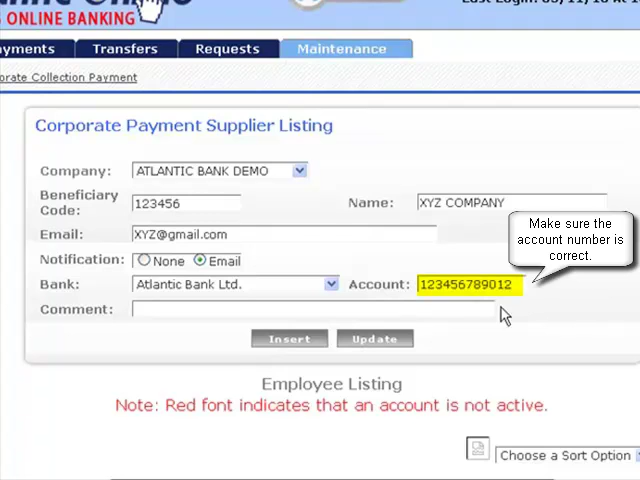 ONLINE BANKING
Transfers Requests Maintenance
Collection Payment
Corporate Payment Supplier Listing
Company: ATLANTIC BANK DEMO
Beneficiary Code: 123456 Name: XYZ COMPANY
Email: XYZ@gmail.com
Make sure the
account number is
correct.
Notification: None Email
Bank: Atlantic Bank Ltd. Account: 123456789012
Comment:
Insert Update
Employee Listing
Note: Red font indicates that an account is not active.
Choose a Sort Option